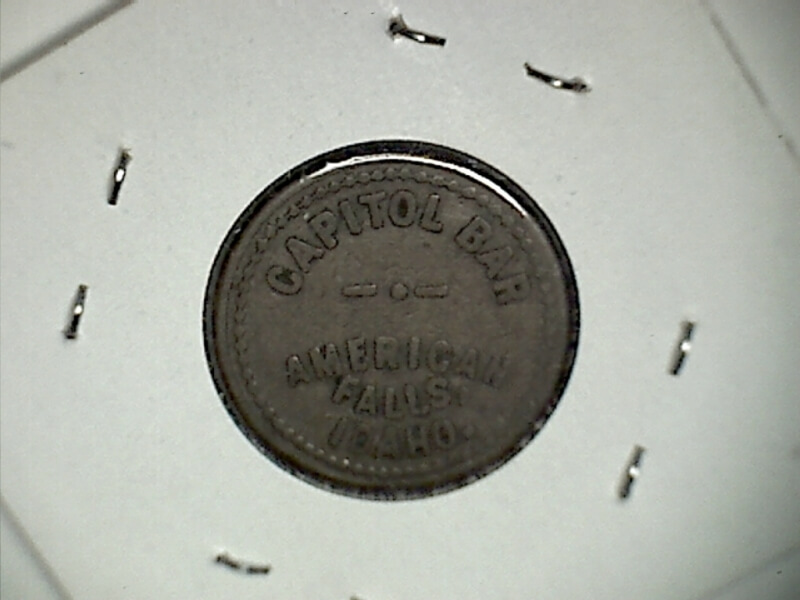 CAPITOL BAR
AMERICAN
FALLS,
IDAHO.